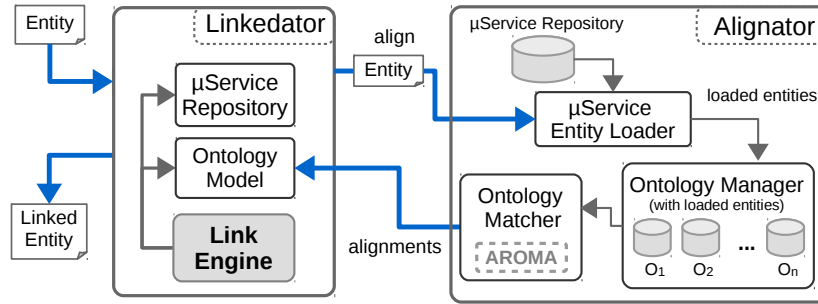 Entity
Linked
Entity
Linkedator
µService
Repository
Ontology
Model
Link
Engine
align
Entity
alignments
Alignator
µService Repository
µService
Entity Loader
loaded entities
Ontology
Matcher
AROMA
Ontology Manager
(with loaded entities)
...
O1 O2 On